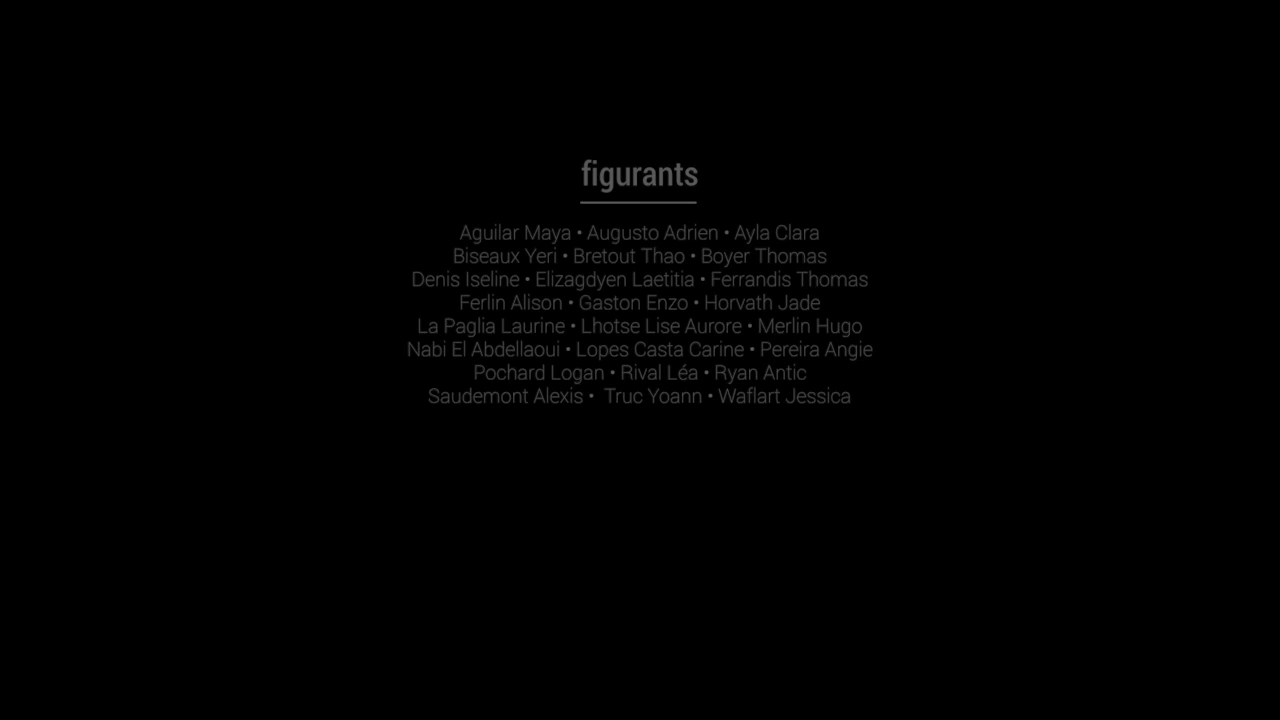 figurants
Aguilar Maya • Augusto Adrien • Ayla Clara
Biseaux Yeri • Bretout Thao • Boyer Thomas
Denis Iseline • Elizagdyen Laetitia • Ferrandis Thomas
Ferlin Alison • Gaston Enzo • Horvath Jade
La Paglia Laurine • Lhotse Lise Aurore • Merlin Hugo
Nabi El Abdellaoui • Lopes Casta Carine • Pereira Angie
Pochard Logan • Rival Léa • Ryan Antic
Saudemont Alexis • Truc Yoann • Waflart Jessica